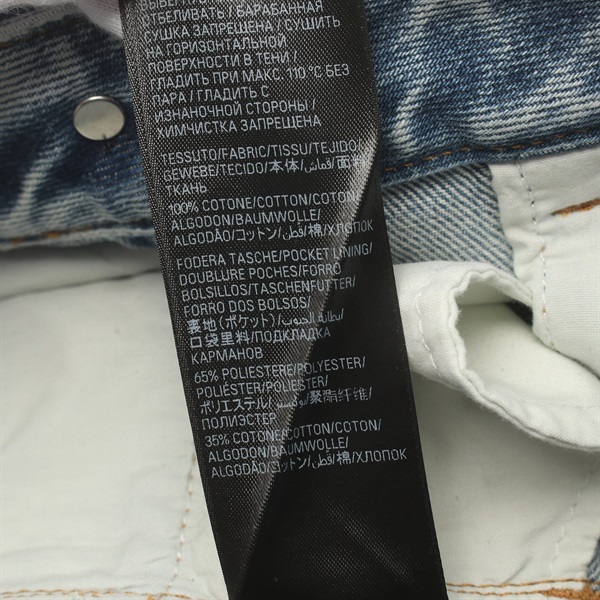 ОТБЕЛИВАТЬ / БАРАБАННАЯ
СУШКА ЗАПРЕЩЕНА / СУШИТЬ
НА ГОРИЗОНТАЛЬНОЙ
ПОВЕРХНОСТИ В ТЕНИ /
ГЛАДИТЬ ПРИ МАКС. 110 °C БЕЗ
ПАРА / ГЛАДИТЬ С
ИЗНАНОЧНОЙ СТОРОНЫ /
ХИМЧИСТКА ЗАПРЕЩЕНА
TESSUTO/FABRIC/TISSU/TEJIDO/
GEWEBE/TECIDO/本体/قماش/面料/
ТКАНЬ
100% COTONE/COTTON/COTON/
ALGODÓN/BAUMWOLLE/
ALGODÃO/コットン/قطن/棉/ХЛОПОК
FODERA TASCHE/POCKET LINING/
DOUBLURE POCHES/FORRO
BOLSILLOS/TASCHENFUTTER/
FORRO DOS BOLSOS/
裏地(ポケット)/بطانة الجيوب/
口袋里料/ПОДКЛАДКА
КАРМАНОВ
65% POLIESTERE/POLYESTER/
POLIÉSTER/POLYESTER/
ポリエステル/بوليستر/聚酯纤维/
ПОЛИЭСТЕР
35% COTONE/COTTON/COTON/
ALGODÓN/BAUMWOLLE/
ALGODÃO/コットン/قطن/棉/ХЛОПОК